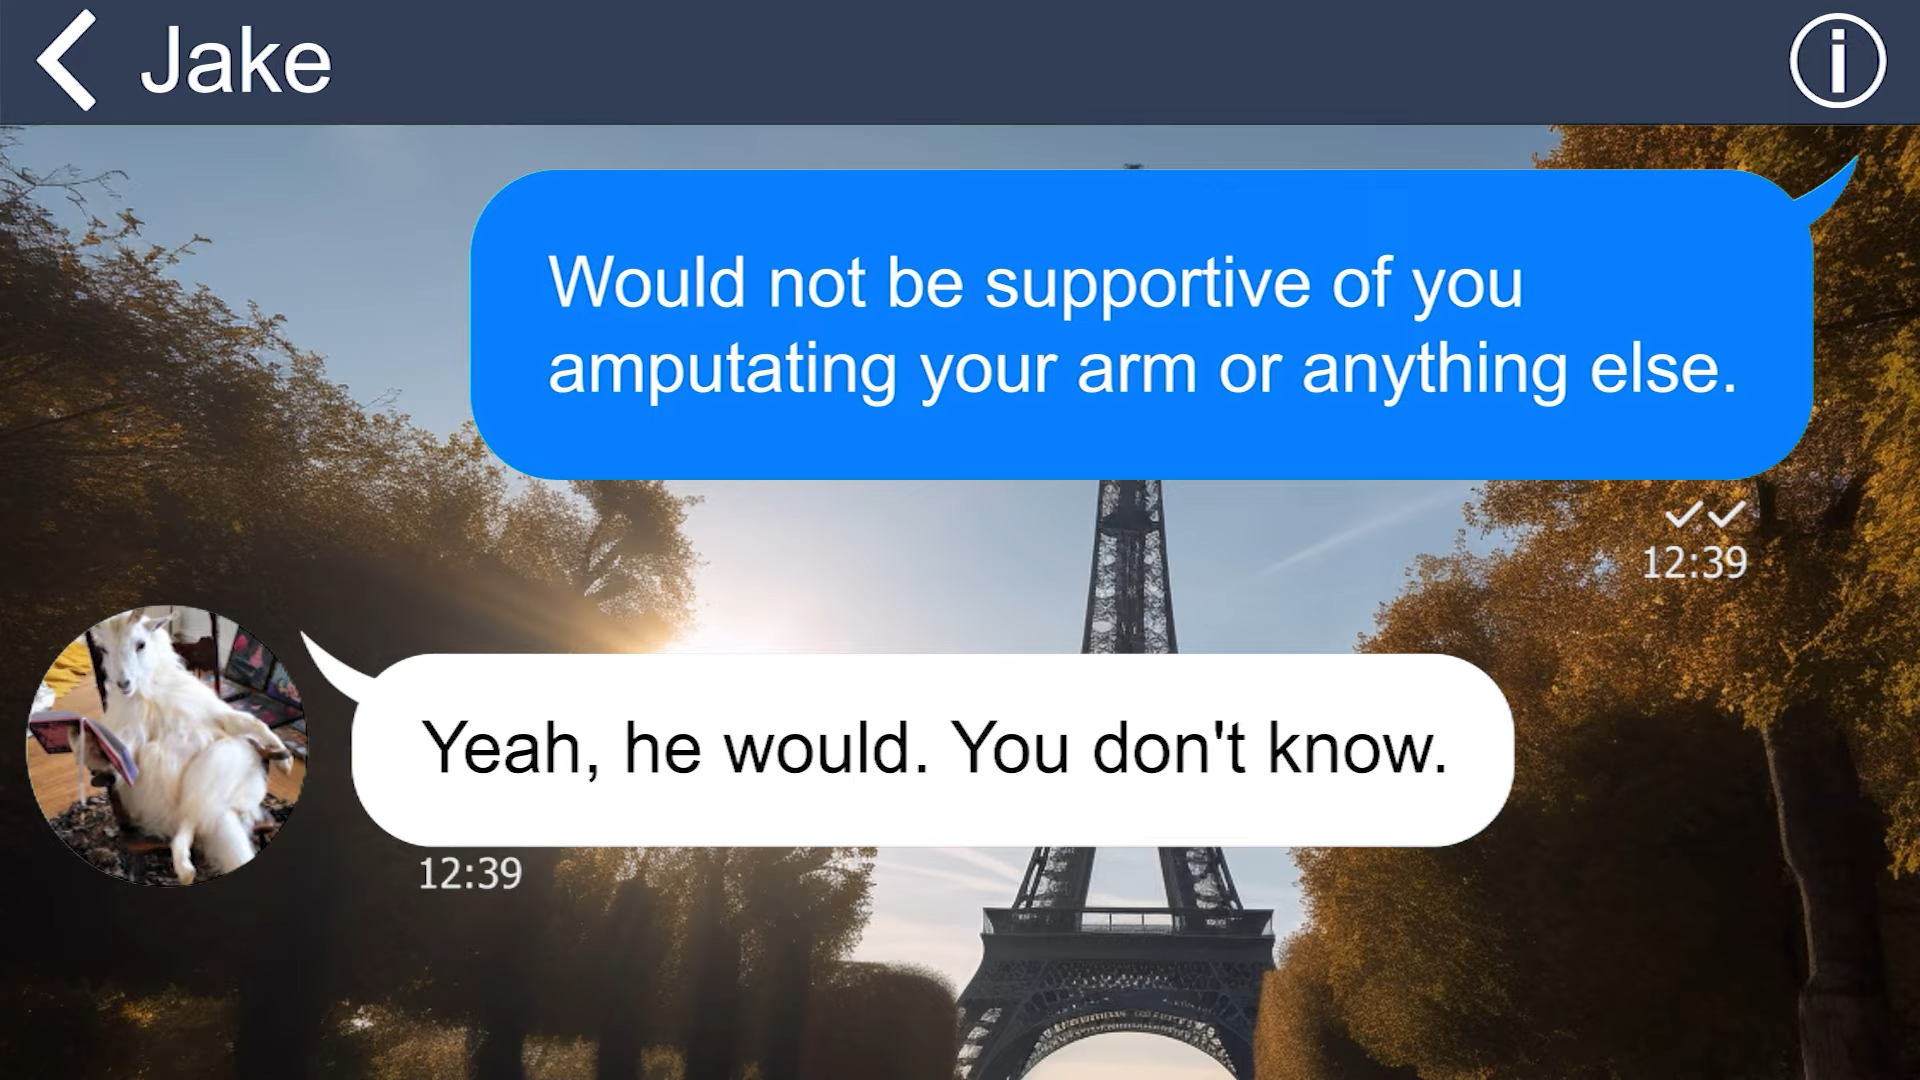 Jake
Would not be supportive of you
amputating your arm or anything else.
12:39
Yeah, he would. You don't know.
12:39